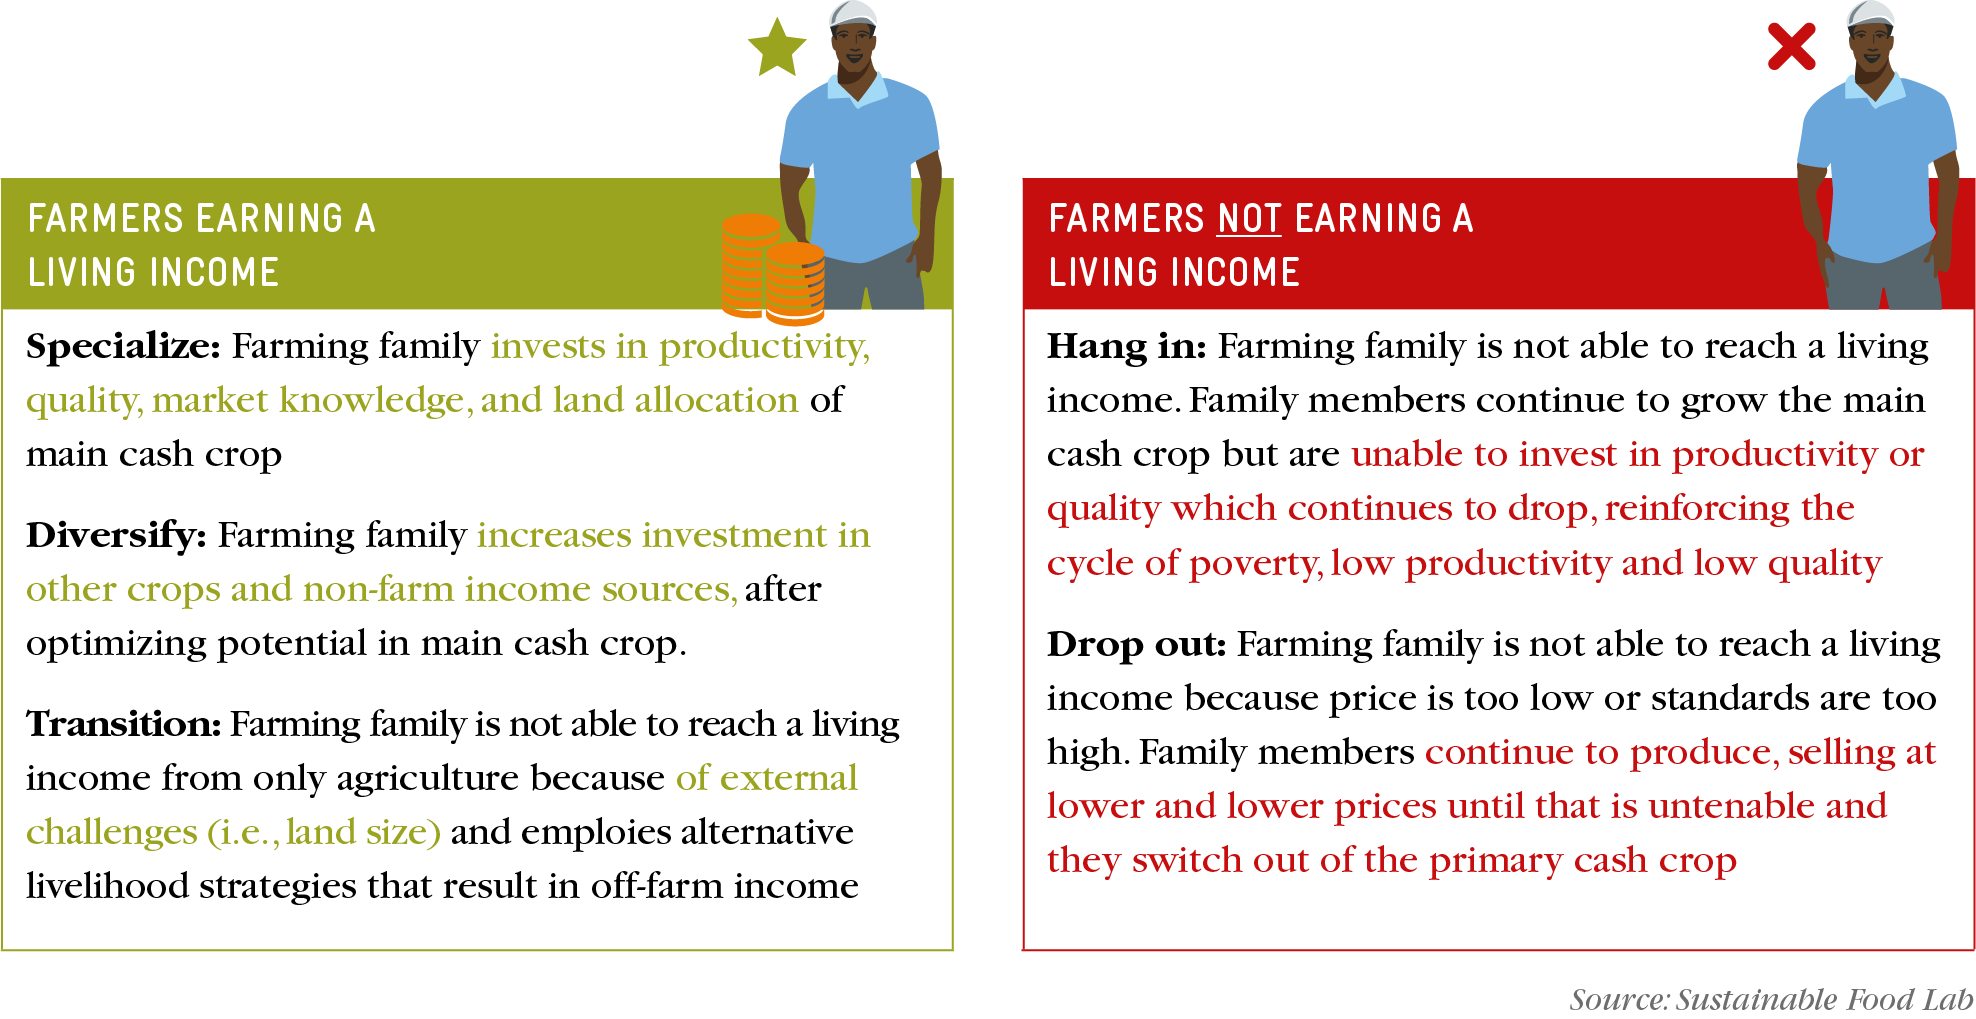 FARMERS EARNING A
LIVING INCOME
Specialize: Farming family invests in productivity,
quality, market knowledge, and land allocation of
main cash crop
Diversify: Farming family increases investment in
other crops and non-farm income sources, after
optimizing potential in main cash crop.
Transition: Farming family is not able to reach a living
income from only agriculture because of external
challenges (i.e., land size) and emploies alternative
livelihood strategies that result in off-farm income
FARMERS NOT EARNING A
LIVING INCOME
Hang in: Farming family is not able to reach a living
income. Family members continue to grow the main
cash crop but are unable to invest in productivity or
quality which continues to drop, reinforcing the
cycle of poverty, low productivity and low quality
Drop out: Farming family is not able to reach a living
income because price is too low or standards are too
high. Family members continue to produce, selling at
lower and lower prices until that is untenable and
they switch out of the primary cash crop
Source: Sustainable Food Lab